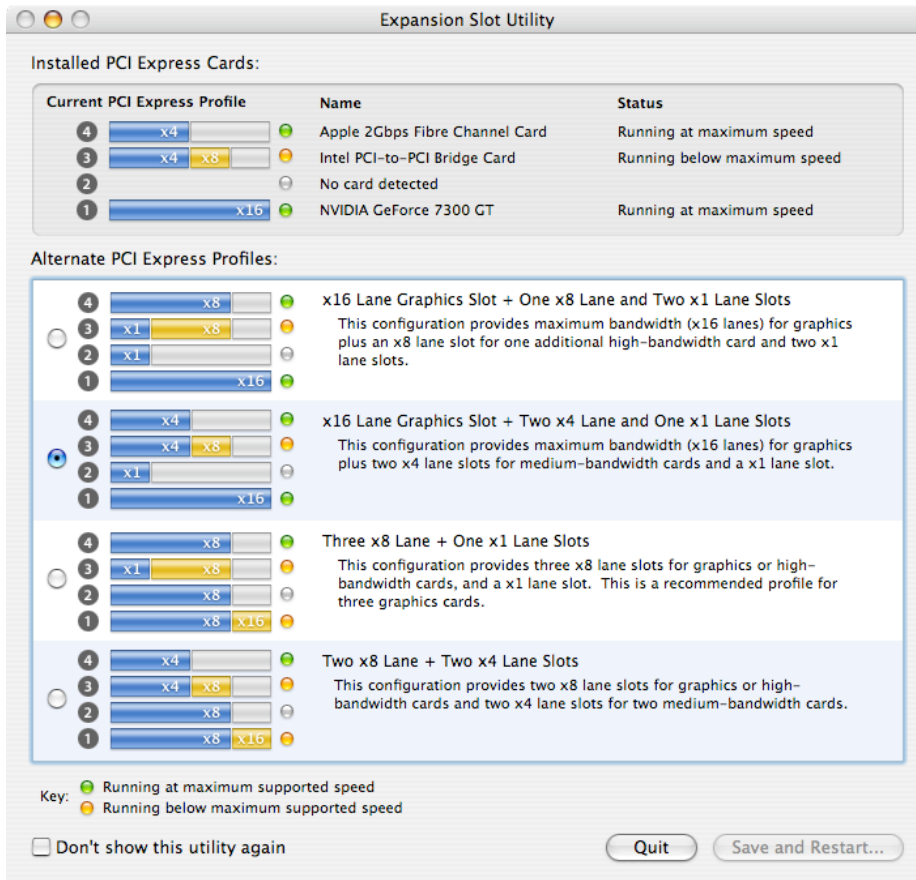 Expansion Slot Utility
Installed PCI Express Cards:
Current PCI Express Profile Name Status
4 x4 Apple 2Gbps Fibre Channel Card Running at maximum speed
3 x4 x8 Intel PCI-to-PCI Bridge Card Running below maximum speed
2 No card detected
1 x16 NVIDIA GeForce 7300 GT Running at maximum speed
Alternate PCI Express Profiles:
4 x8 x16 Lane Graphics Slot + One x8 Lane and Two x1 Lane Slots
3 x1 x8 This configuration provides maximum bandwidth (x16 lanes) for graphics
2 x1 plus an x8 lane slot for one additional high-bandwidth card and two x1
lane slots.
1 x16
4 x4 x16 Lane Graphics Slot + Two x4 Lane and One x1 Lane Slots
3 x4 x8 This configuration provides maximum bandwidth (x16 lanes) for graphics
2 x1 plus two x4 lane slots for medium-bandwidth cards and a x1 lane slot.
1 x16
4 x8 Three x8 Lane + One x1 Lane Slots
3 x1 x8 This configuration provides three x8 lane slots for graphics or high-
bandwidth cards, and a x1 lane slot. This is a recommended profile for
2 x8 three graphics cards.
1 x8 x16
4 x4 Two x8 Lane + Two x4 Lane Slots
3 x4 x8 This configuration provides two x8 lane slots for graphics or high-
2 x8 bandwidth cards and two x4 lane slots for two medium-bandwidth cards.
1 x8 x16
Key: Running at maximum supported speed
Running below maximum supported speed
Don't show this utility again Quit Save and Restart...